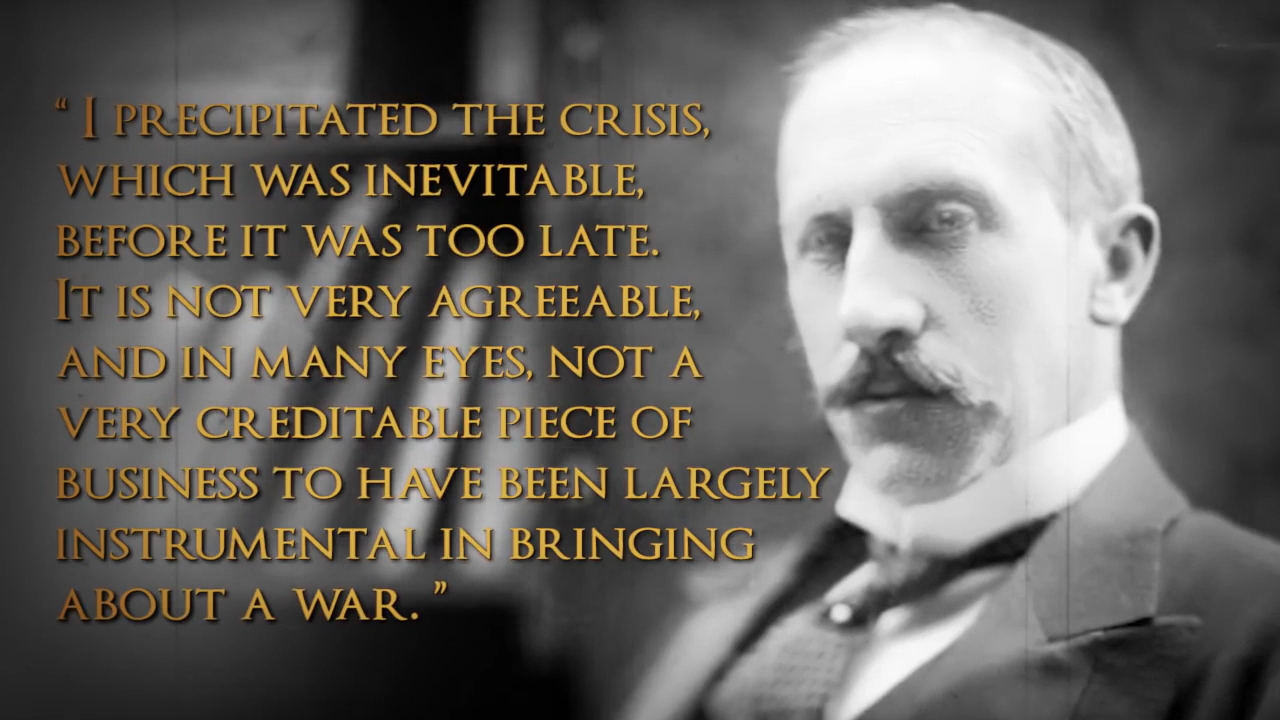 “ I precipitated the crisis,
which was inevitable,
before it was too late.
It is not very agreeable,
and in many eyes, not a
very creditable piece of
business to have been largely
instrumental in bringing
about a war. ”